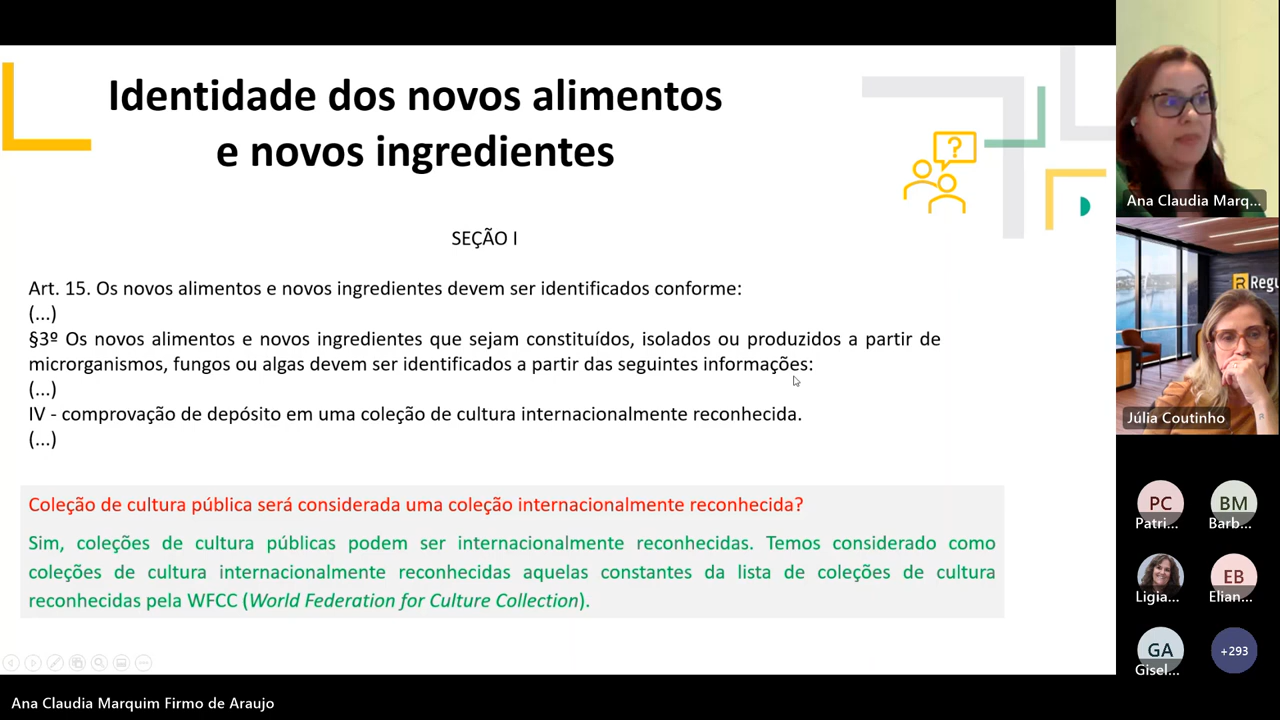 Identidade dos novos alimentos
e novos ingredientes
?
SEÇÃO I
Art. 15. Os novos alimentos e novos ingredientes devem ser identificados conforme:
(...)
§3º Os novos alimentos e novos ingredientes que sejam constituídos, isolados ou produzidos a partir de
microrganismos, fungos ou algas devem ser identificados a partir das seguintes informações:
(...)
IV - comprovação de depósito em uma coleção de cultura internacionalmente reconhecida.
(...)
Coleção de cultura pública será considerada uma coleção internacionalmente reconhecida?
Sim, coleções de cultura públicas podem ser internacionalmente reconhecidas. Temos considerado como
coleções de cultura internacionalmente reconhecidas aquelas constantes da lista de coleções de cultura
reconhecidas pela WFCC (World Federation for Culture Collection).
Ana Claudia Marq...
R Regu
Júlia Coutinho
PC
BM
Patri...
Barb...
EB
Ligia...
Elian...
GA
+293
Gisel...
Ana Claudia Marquim Firmo de Araujo